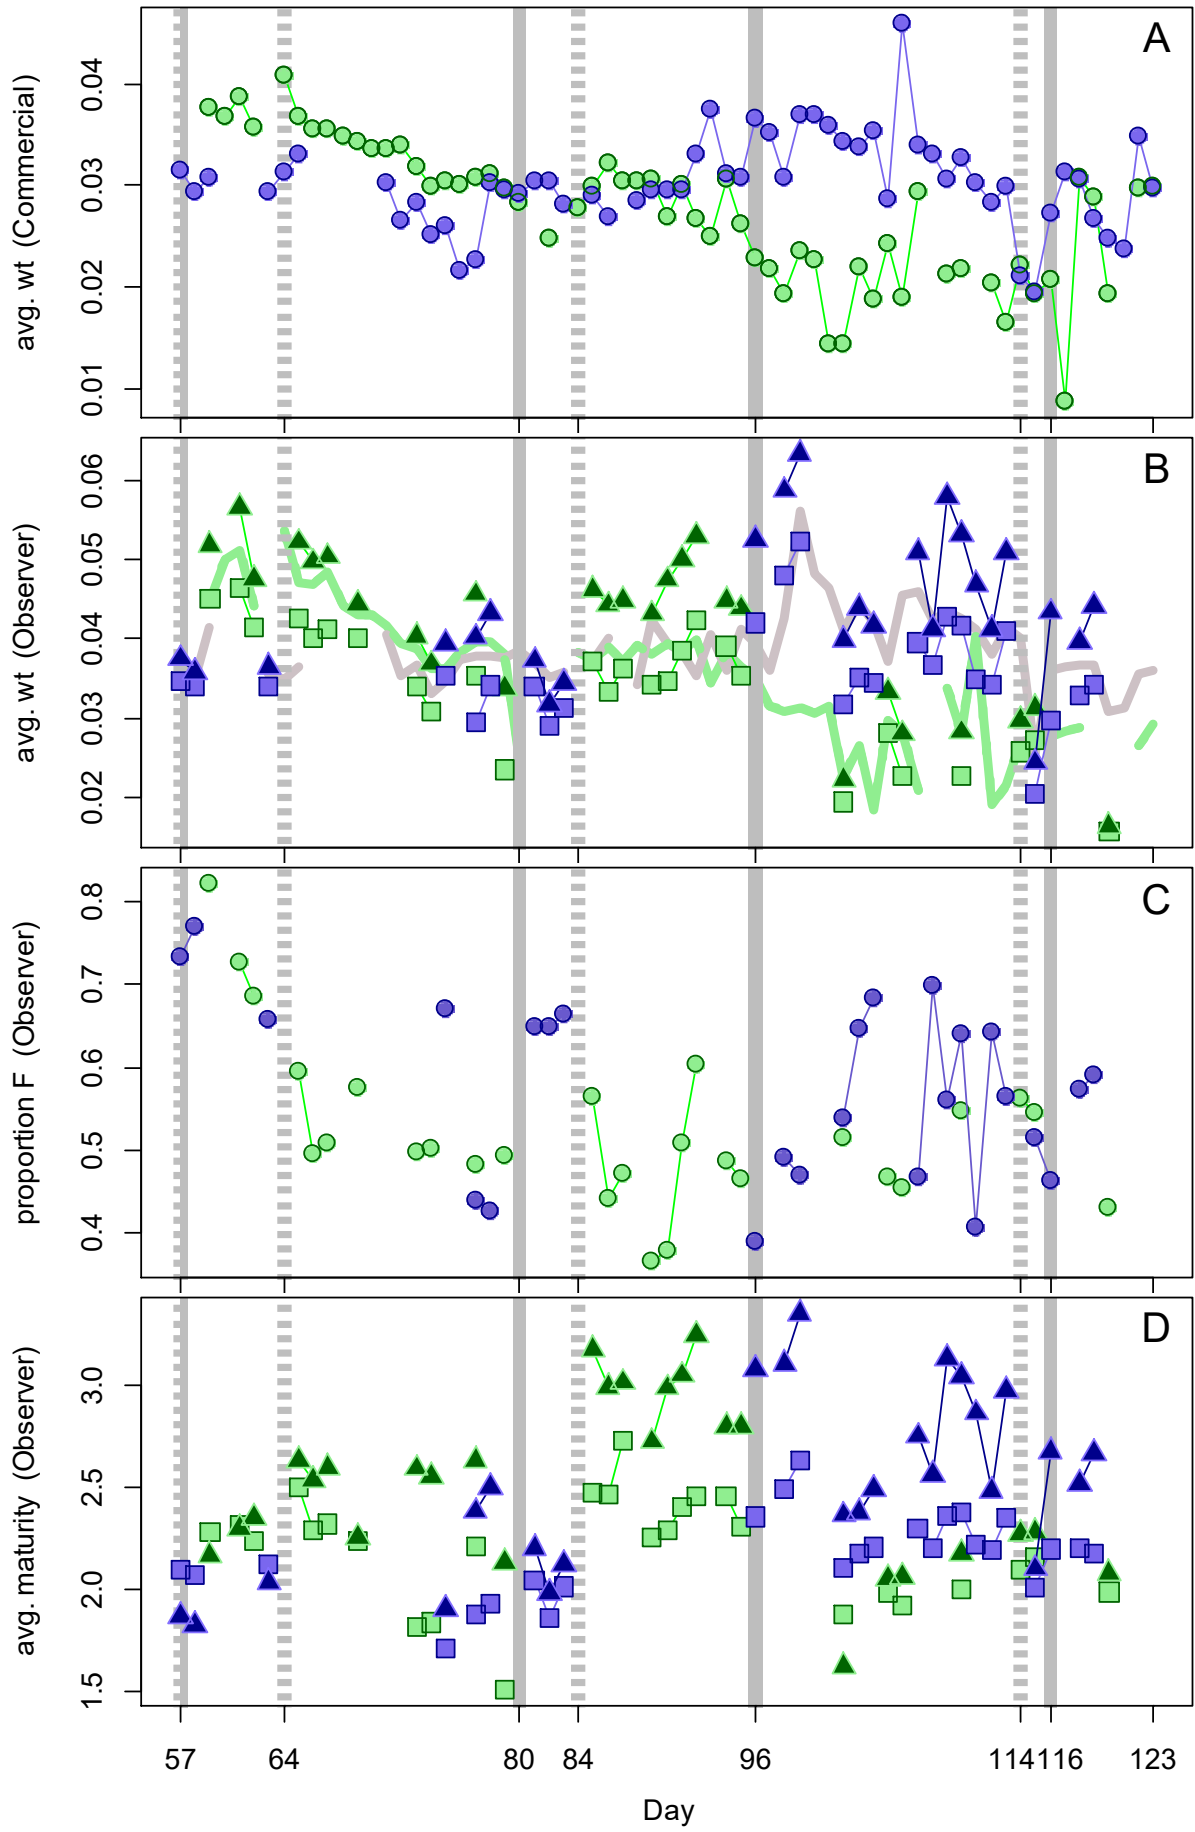 A
avg. wt (Commercial)
0.04
0.03
0.02
0.01
B
avg. wt (Observer)
0.06
0.05
0.04
0.03
0.02
C
proportion F (Observer)
0.8
0.7
0.6
0.5
0.4
D
avg. maturity (Observer)
3.0
2.5
2.0
1.5
57 64 80 84 96 114 116 123
Day